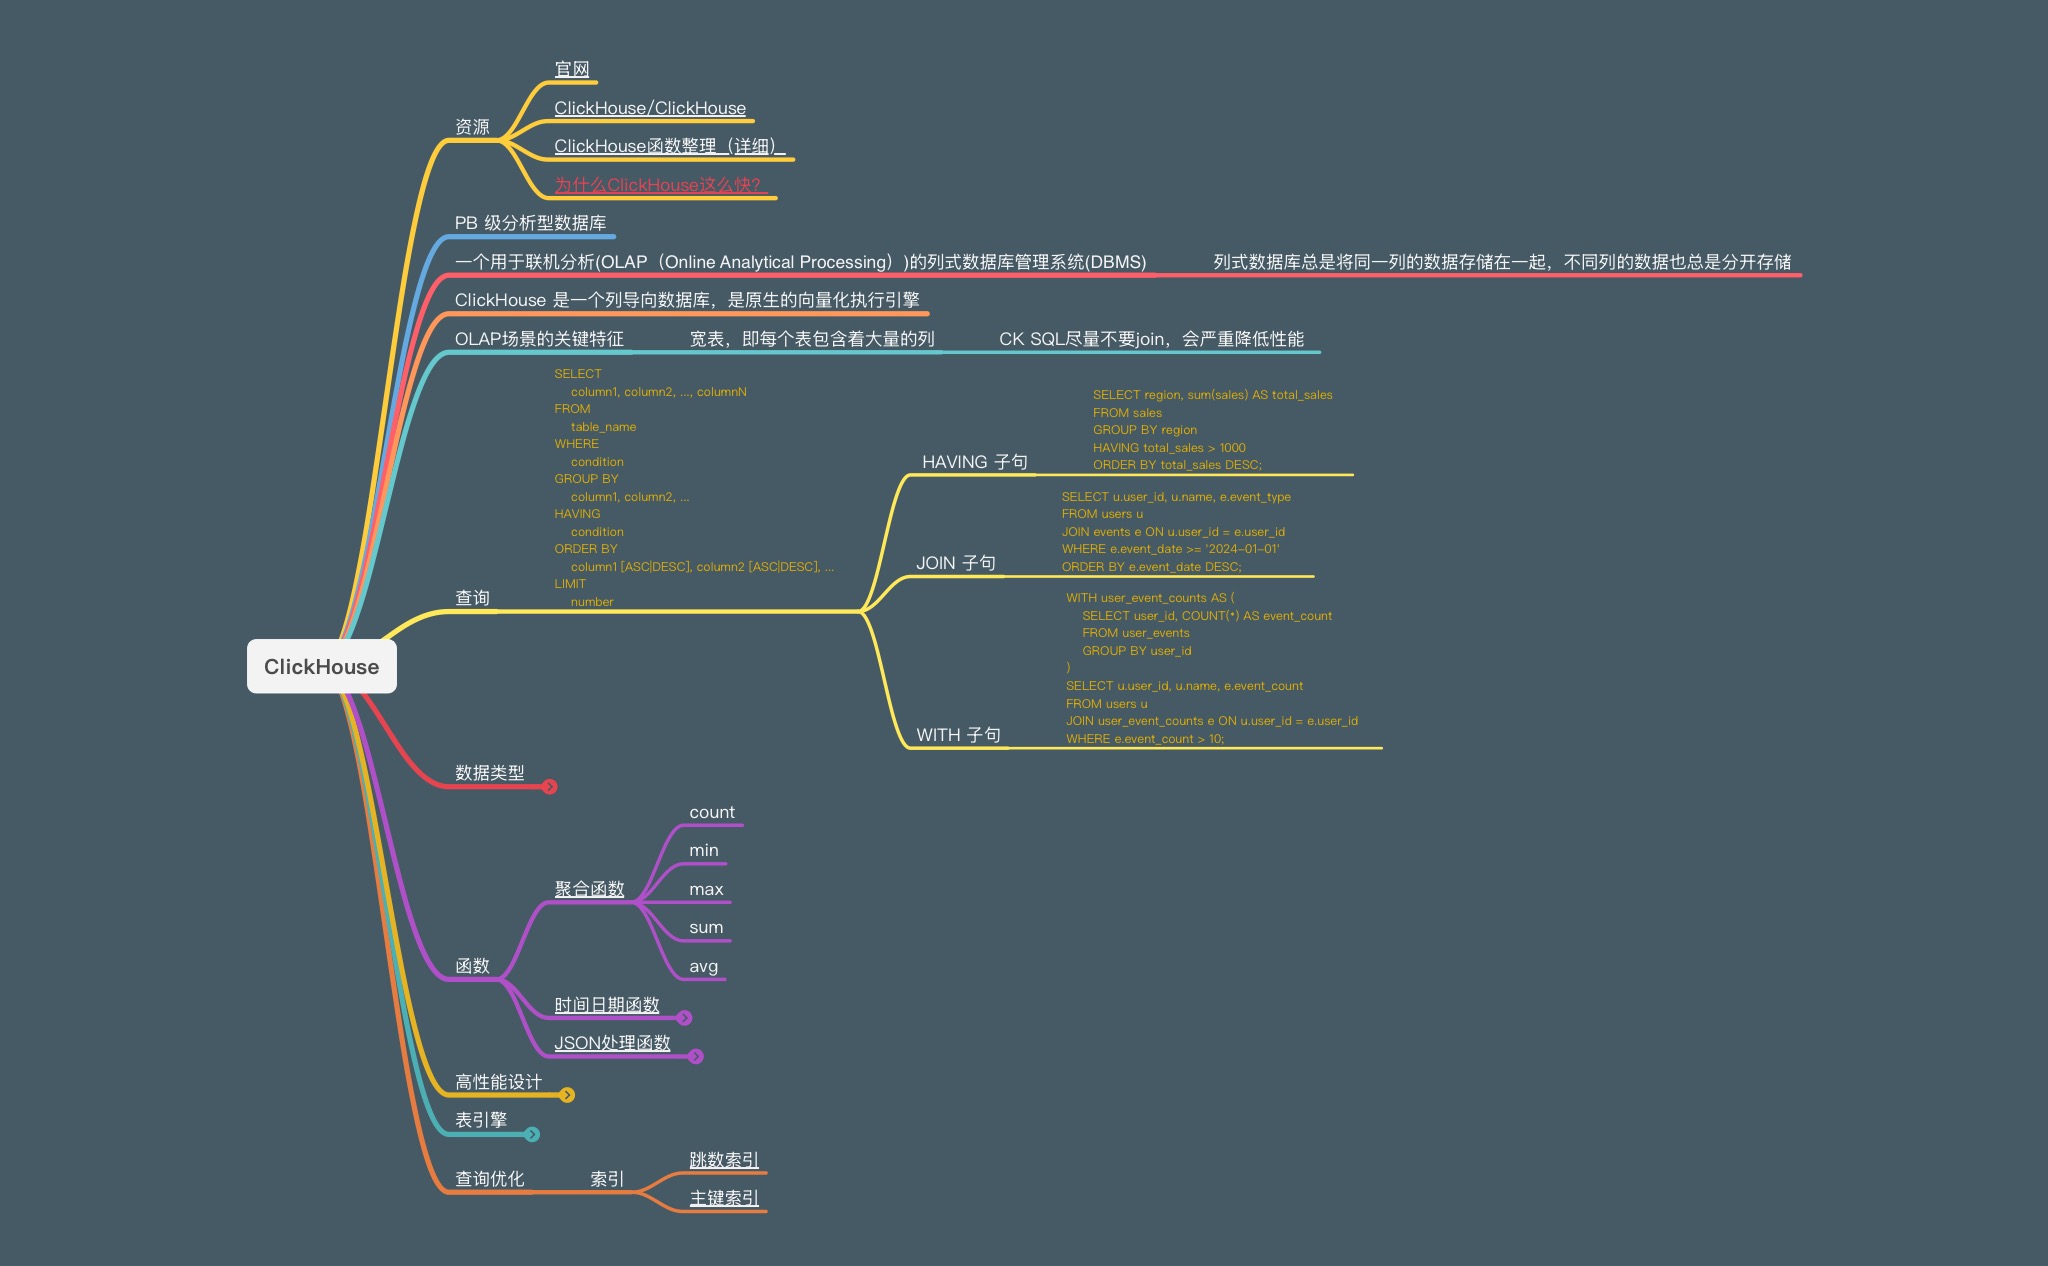 官网
ClickHouse/ClickHouse
资源
ClickHouse函数整理（详细）
为什么ClickHouse这么快？
PB 级分析型数据库
一个用于联机分析(OLAP（Online Analytical Processing）)的列式数据库管理系统(DBMS)
列式数据库总是将同一列的数据存储在一起，不同列的数据也总是分开存储
ClickHouse 是一个列导向数据库，是原生的向量化执行引擎
OLAP场景的关键特征
宽表，即每个表包含着大量的列
CK SQL尽量不要join，会严重降低性能
SELECT
column1, column2, ..., columnN
FROM
table_name
WHERE
condition
GROUP BY
column1, column2, ...
HAVING
condition
ORDER BY
column1 [ASC|DESC], column2 [ASC|DESC], ...
LIMIT
number
查询
SELECT region, sum(sales) AS total_sales
FROM sales
GROUP BY region
HAVING total_sales > 1000
ORDER BY total_sales DESC;
HAVING 子句
SELECT u.user_id, u.name, e.event_type
FROM users u
JOIN events e ON u.user_id = e.user_id
WHERE e.event_date >= '2024-01-01'
ORDER BY e.event_date DESC;
JOIN 子句
WITH user_event_counts AS (
SELECT user_id, COUNT(*) AS event_count
FROM user_events
GROUP BY user_id
)
SELECT u.user_id, u.name, e.event_count
FROM users u
JOIN user_event_counts e ON u.user_id = e.user_id
WHERE e.event_count > 10;
WITH 子句
ClickHouse
数据类型
count
min
聚合函数
max
sum
avg
函数
时间日期函数
JSON处理函数
高性能设计
表引擎
查询优化
索引
跳数索引
主键索引